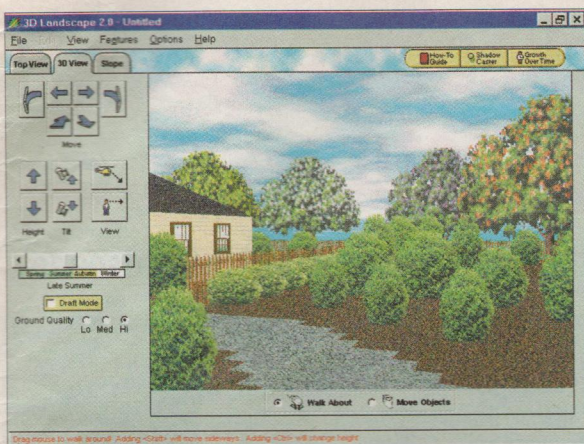 3D Landscape 2.0 - Untitled
File View Features Options Help
Top View 3D View Slope
How-To Guide
Shadow Caster
Growth Over Time
Move
Height Tilt View
Spring Summer Autumn Winter
Late Summer
Draft Mode
Ground Quality
Lo Med Hi
Walk About Move Objects
Drag mouse to walk around. Adding <Shift> will move sideways. Adding <Ctrl> will change height.